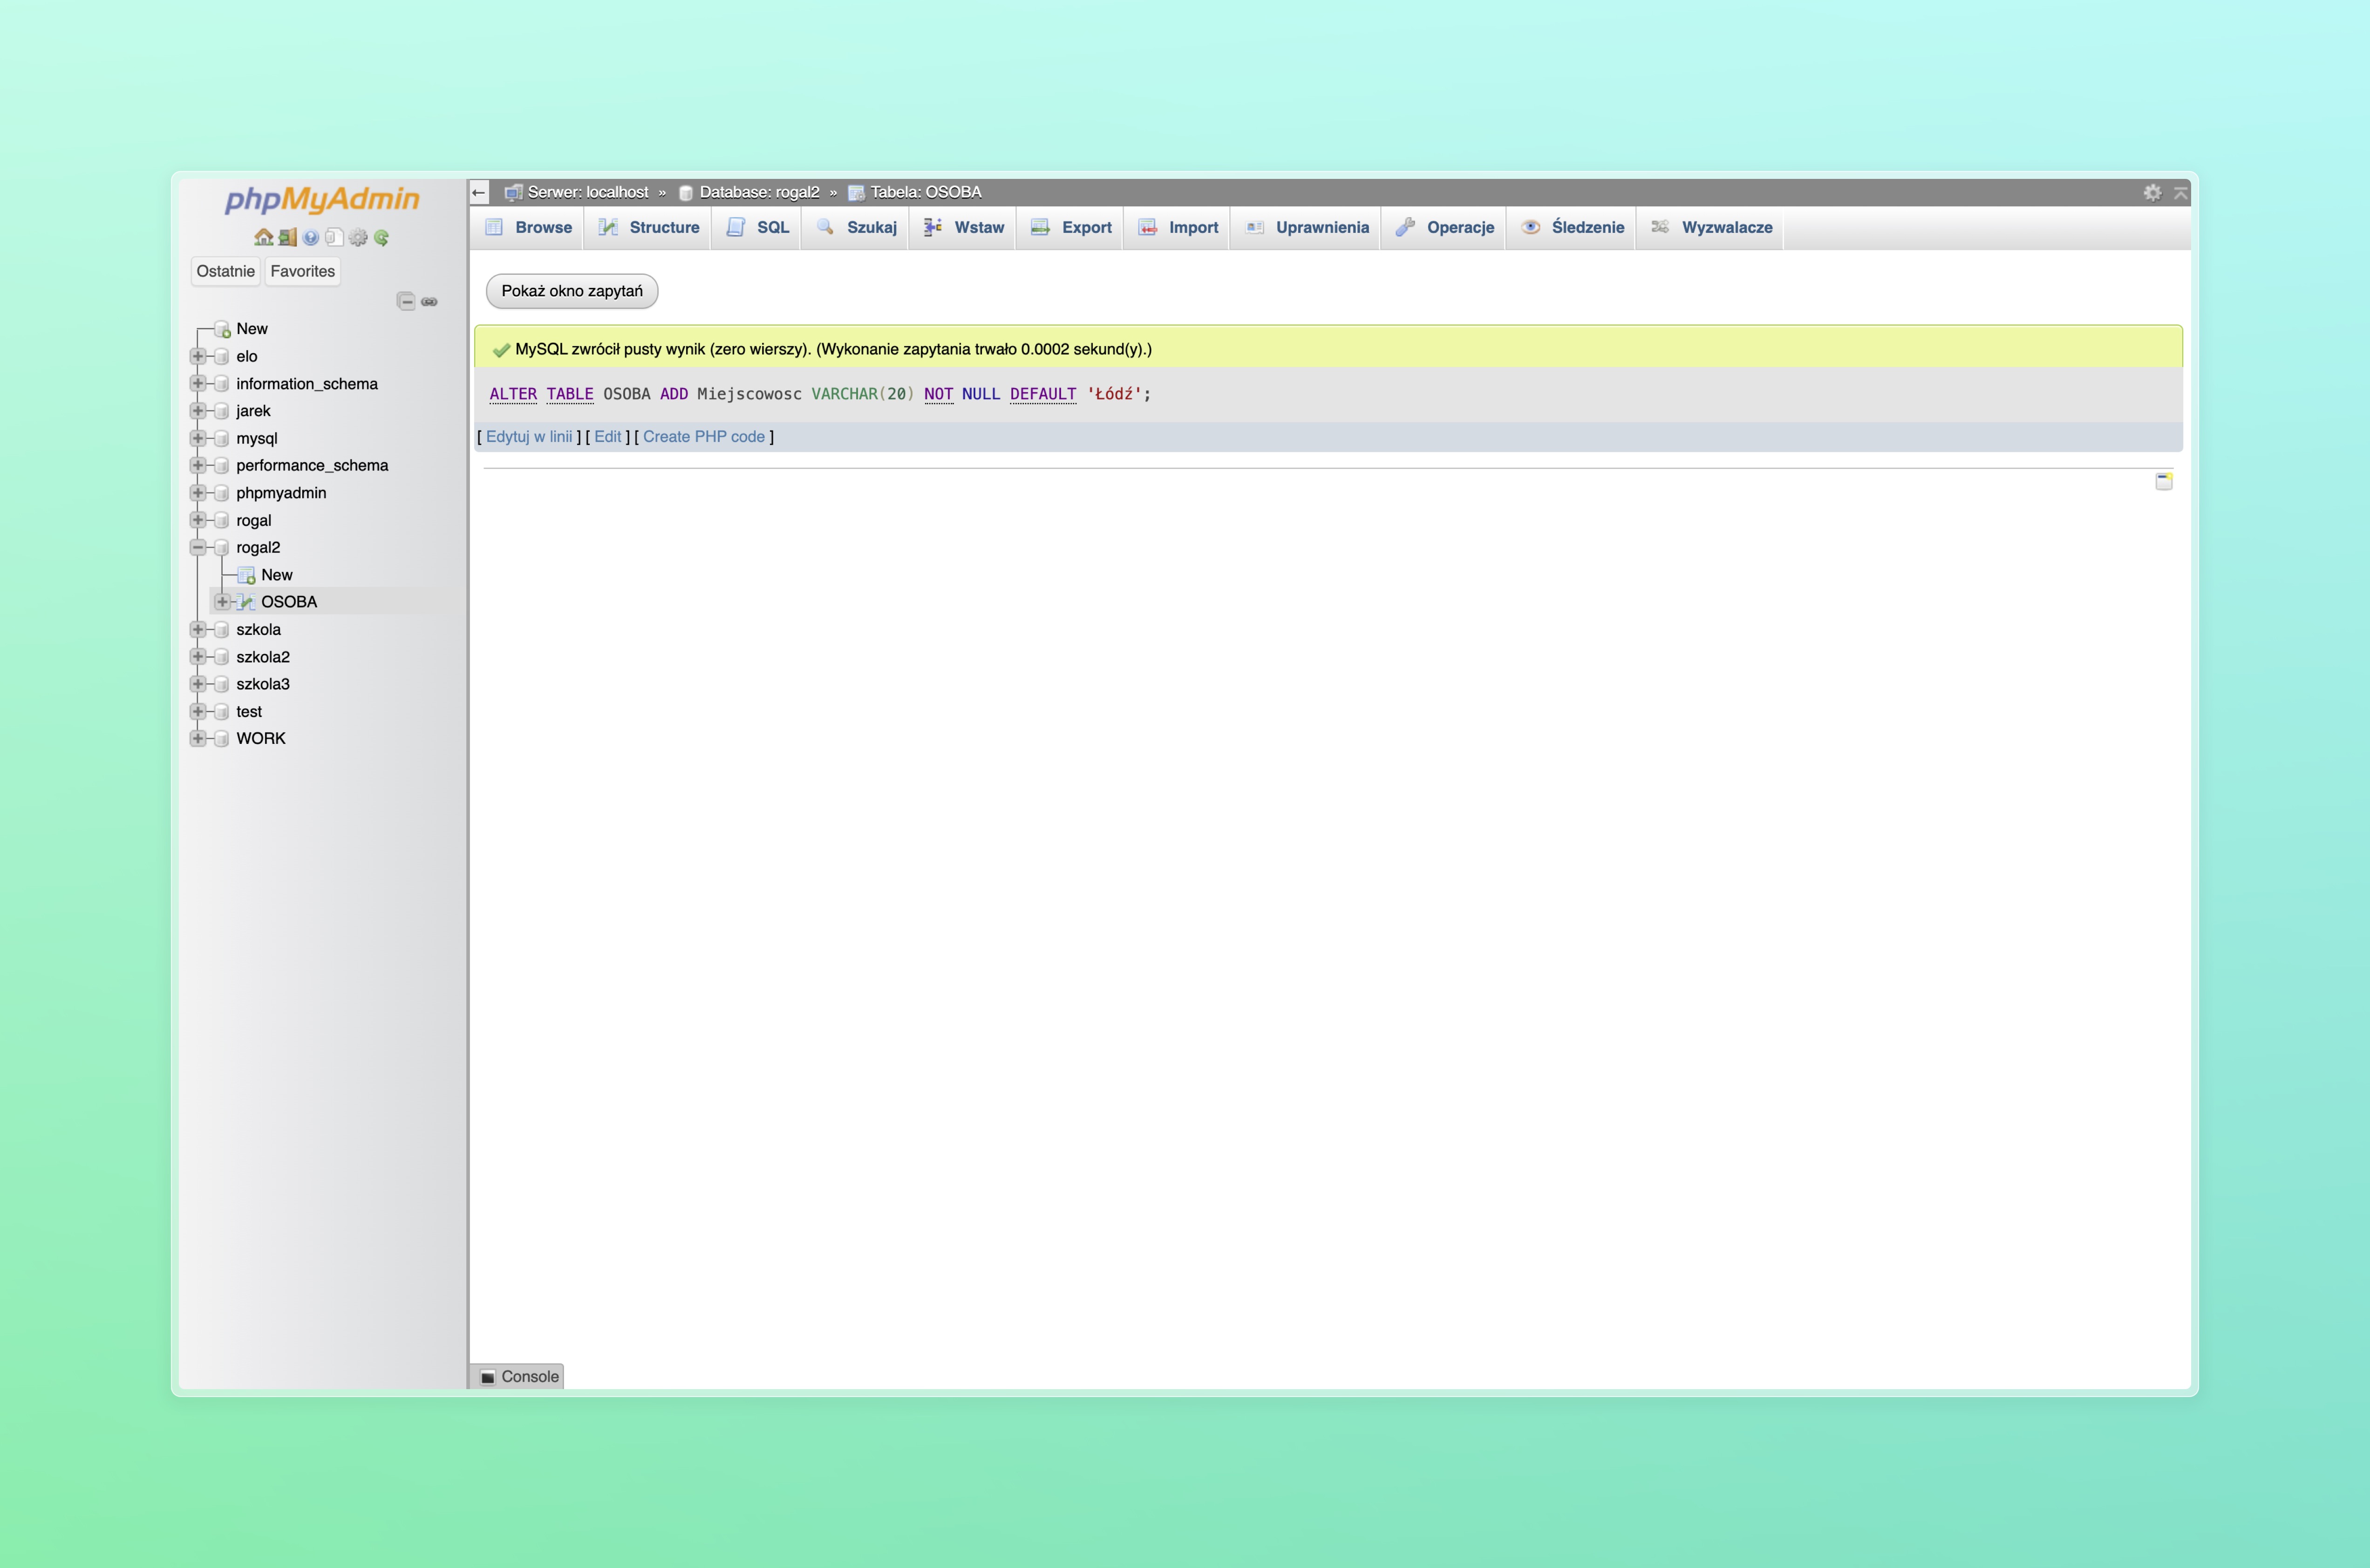 phpMyAdmin
Ostatnie Favorites
New
elo
information_schema
jarek
mysql
performance_schema
phpmyadmin
rogal
rogal2
New
OSOBA
szkola
szkola2
szkola3
test
WORK
Serwer: localhost » Database: rogal2 » Tabela: OSOBA
Browse Structure SQL Szukaj Wstaw Export Import Uprawnienia Operacje Śledzenie Wyzwalacze
Pokaż okno zapytań
MySQL zwrócił pusty wynik (zero wierszy). (Wykonanie zapytania trwało 0.0002 sekund(y).)
ALTER TABLE OSOBA ADD Miejscowosc VARCHAR(20) NOT NULL DEFAULT 'Łódź';
[ Edytuj w linii ] [ Edit ] [ Create PHP code ]
Console